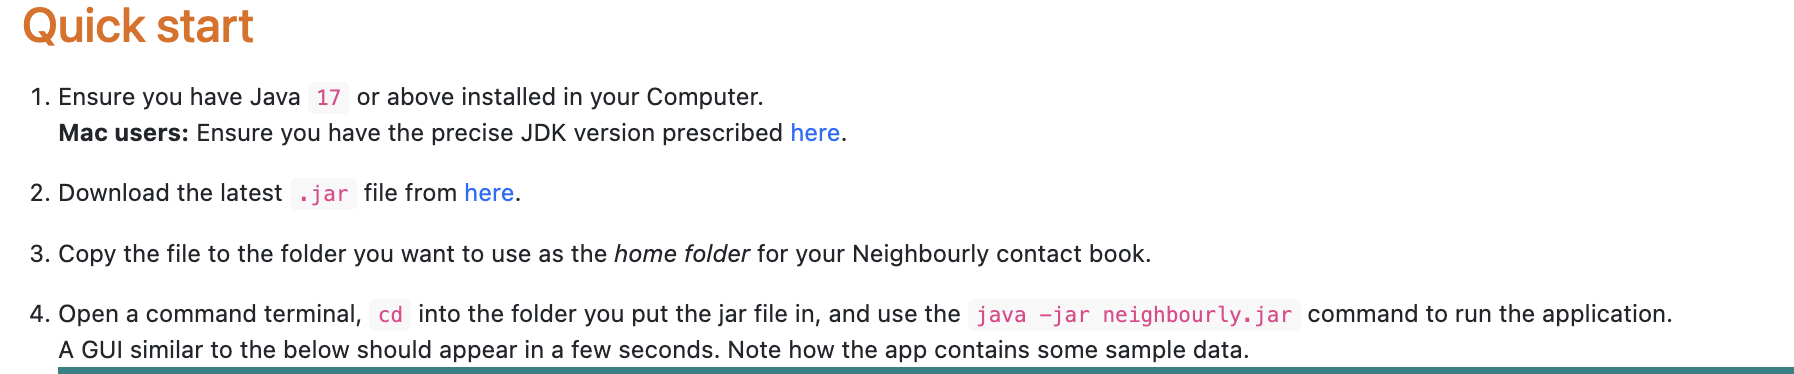 Quick start
1. Ensure you have Java 17 or above installed in your Computer.
Mac users: Ensure you have the precise JDK version prescribed here.
2. Download the latest .jar file from here.
3. Copy the file to the folder you want to use as the home folder for your Neighbourly contact book.
4. Open a command terminal, cd into the folder you put the jar file in, and use the java -jar neighbourly.jar command to run the application.
A GUI similar to the below should appear in a few seconds. Note how the app contains some sample data.